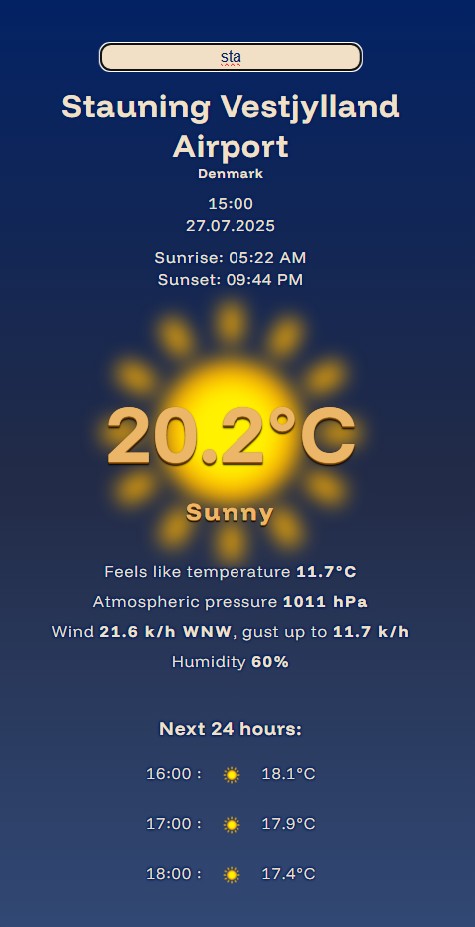 sta
Stauning Vestjylland
Airport
Denmark
15:00
27.07.2025
Sunrise: 05:22 AM
Sunset: 09:44 PM
20.2°C
Sunny
Feels like temperature 11.7°C
Atmospheric pressure 1011 hPa
Wind 21.6 k/h WNW, gust up to 11.7 k/h
Humidity 60%
Next 24 hours:
16:00 : 18.1°C
17:00 : 17.9°C
18:00 : 17.4°C